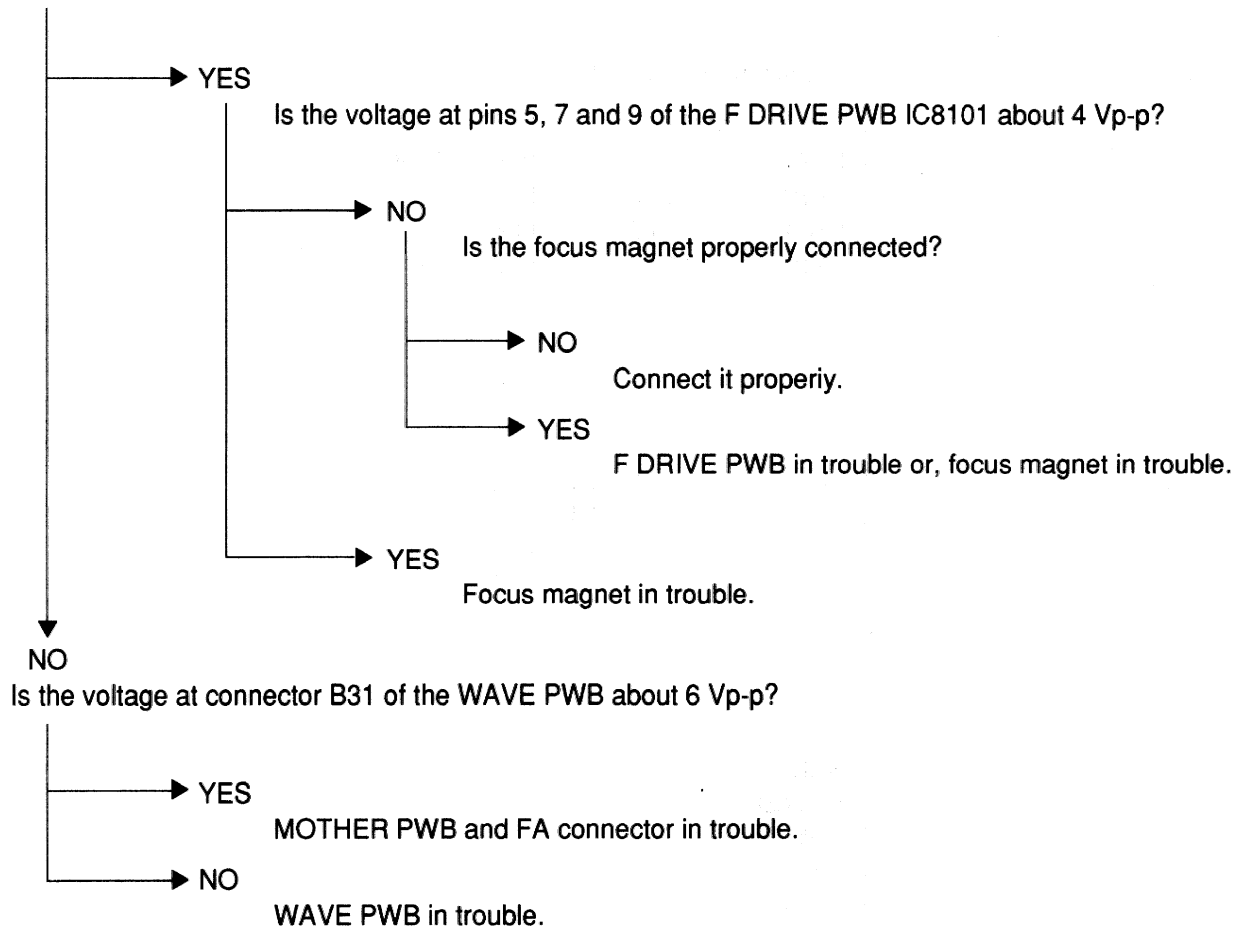 YES
Is the voltage at pins 5, 7 and 9 of the F DRIVE PWB IC8101 about 4 Vp-p?
NO
Is the focus magnet properly connected?
NO
Connect it properiy.
YES
F DRIVE PWB in trouble or, focus magnet in trouble.
YES
Focus magnet in trouble.
NO
Is the voltage at connector B31 of the WAVE PWB about 6 Vp-p?
YES
MOTHER PWB and FA connector in trouble.
NO
WAVE PWB in trouble.